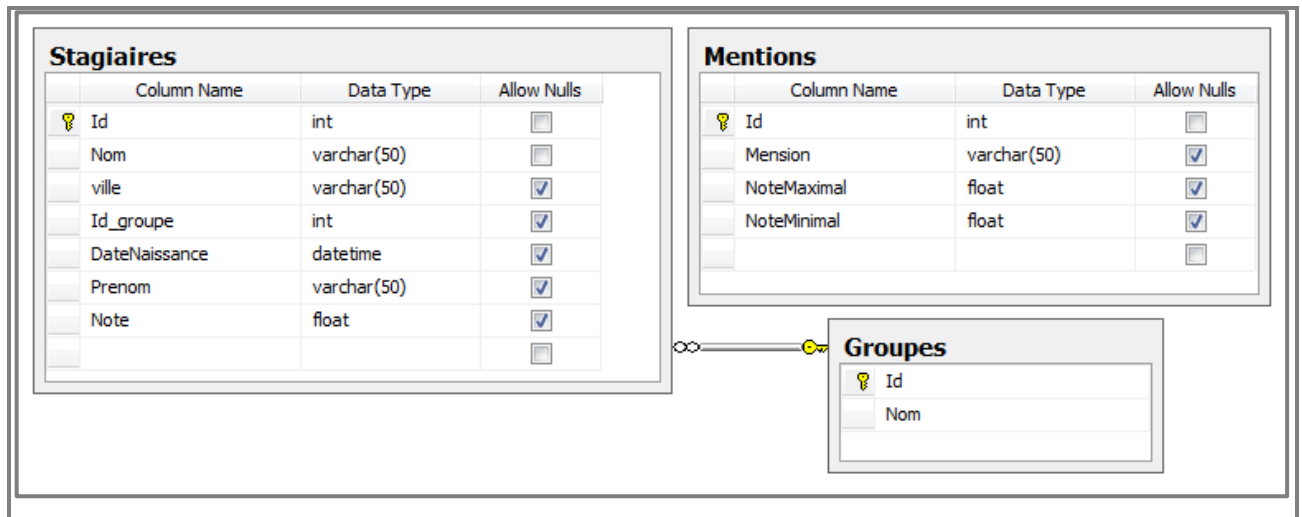 Stagiaires
Column Name Data Type Allow Nulls
Id int
Nom varchar(50)
ville varchar(50)
Id_groupe int
DateNaissance datetime
Prenom varchar(50)
Note float
Mentions
Column Name Data Type Allow Nulls
Id int
Mension varchar(50)
NoteMaximal float
NoteMinimal float
Groupes
Id
Nom